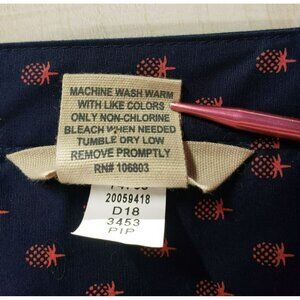 MACHINE WASH WARM
WITH LIKE COLORS
ONLY NON-CHLORINE
BLEACH WHEN NEEDED
TUMBLE DRY LOW
REMOVE PROMPTLY
RN# 106803
20059418
D18
3453
PIP